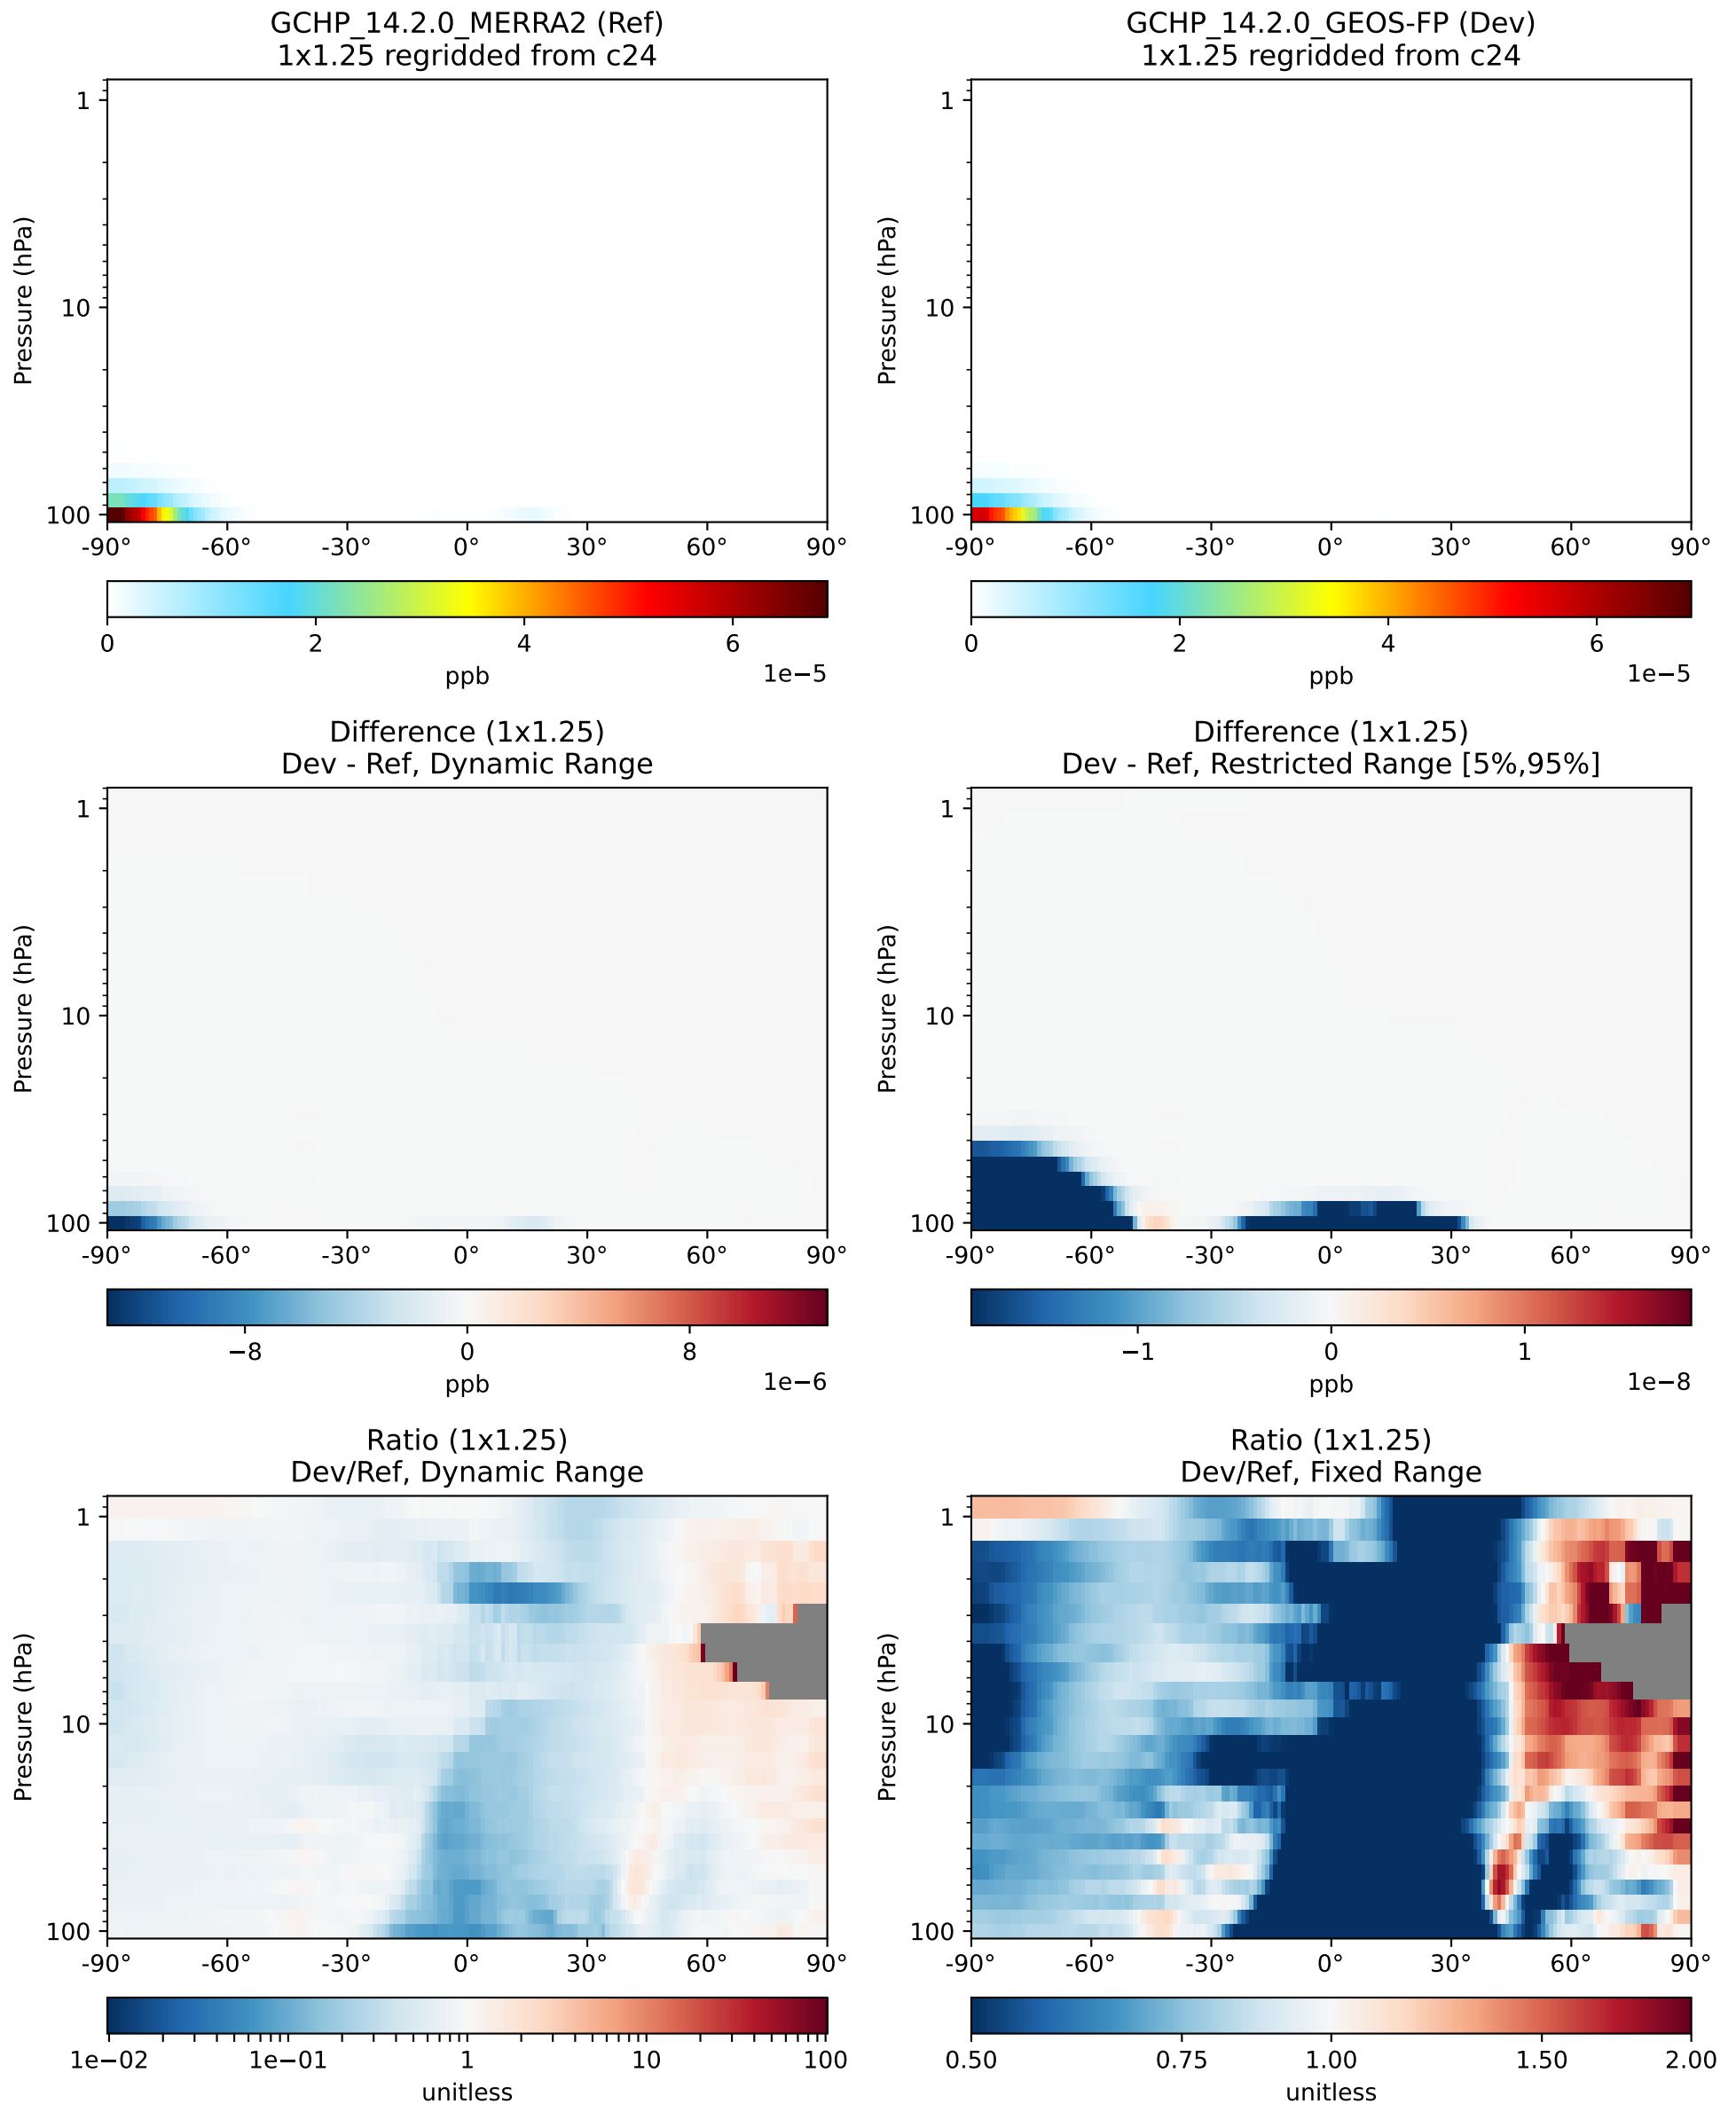 GCHP_14.2.0_MERRA2 (Ref)
1x1.25 regridded from c24
Pressure (hPa)
1
10
100
-90° -60° -30° 0° 30° 60° 90°
0 2 4 6
ppb
1e−5
GCHP_14.2.0_GEOS-FP (Dev)
1x1.25 regridded from c24
Pressure (hPa)
1
10
100
-90° -60° -30° 0° 30° 60° 90°
0 2 4 6
ppb
1e−5
Difference (1x1.25)
Dev - Ref, Dynamic Range
Pressure (hPa)
1
10
100
-90° -60° -30° 0° 30° 60° 90°
−8 0 8
ppb
1e−6
Difference (1x1.25)
Dev - Ref, Restricted Range [5%,95%]
Pressure (hPa)
1
10
100
-90° -60° -30° 0° 30° 60° 90°
−1 0 1
ppb
1e−8
Ratio (1x1.25)
Dev/Ref, Dynamic Range
Pressure (hPa)
1
10
100
-90° -60° -30° 0° 30° 60° 90°
1e−02 1e−01 1 10 100
unitless
Ratio (1x1.25)
Dev/Ref, Fixed Range
Pressure (hPa)
1
10
100
-90° -60° -30° 0° 30° 60° 90°
0.50 0.75 1.00 1.50 2.00
unitless